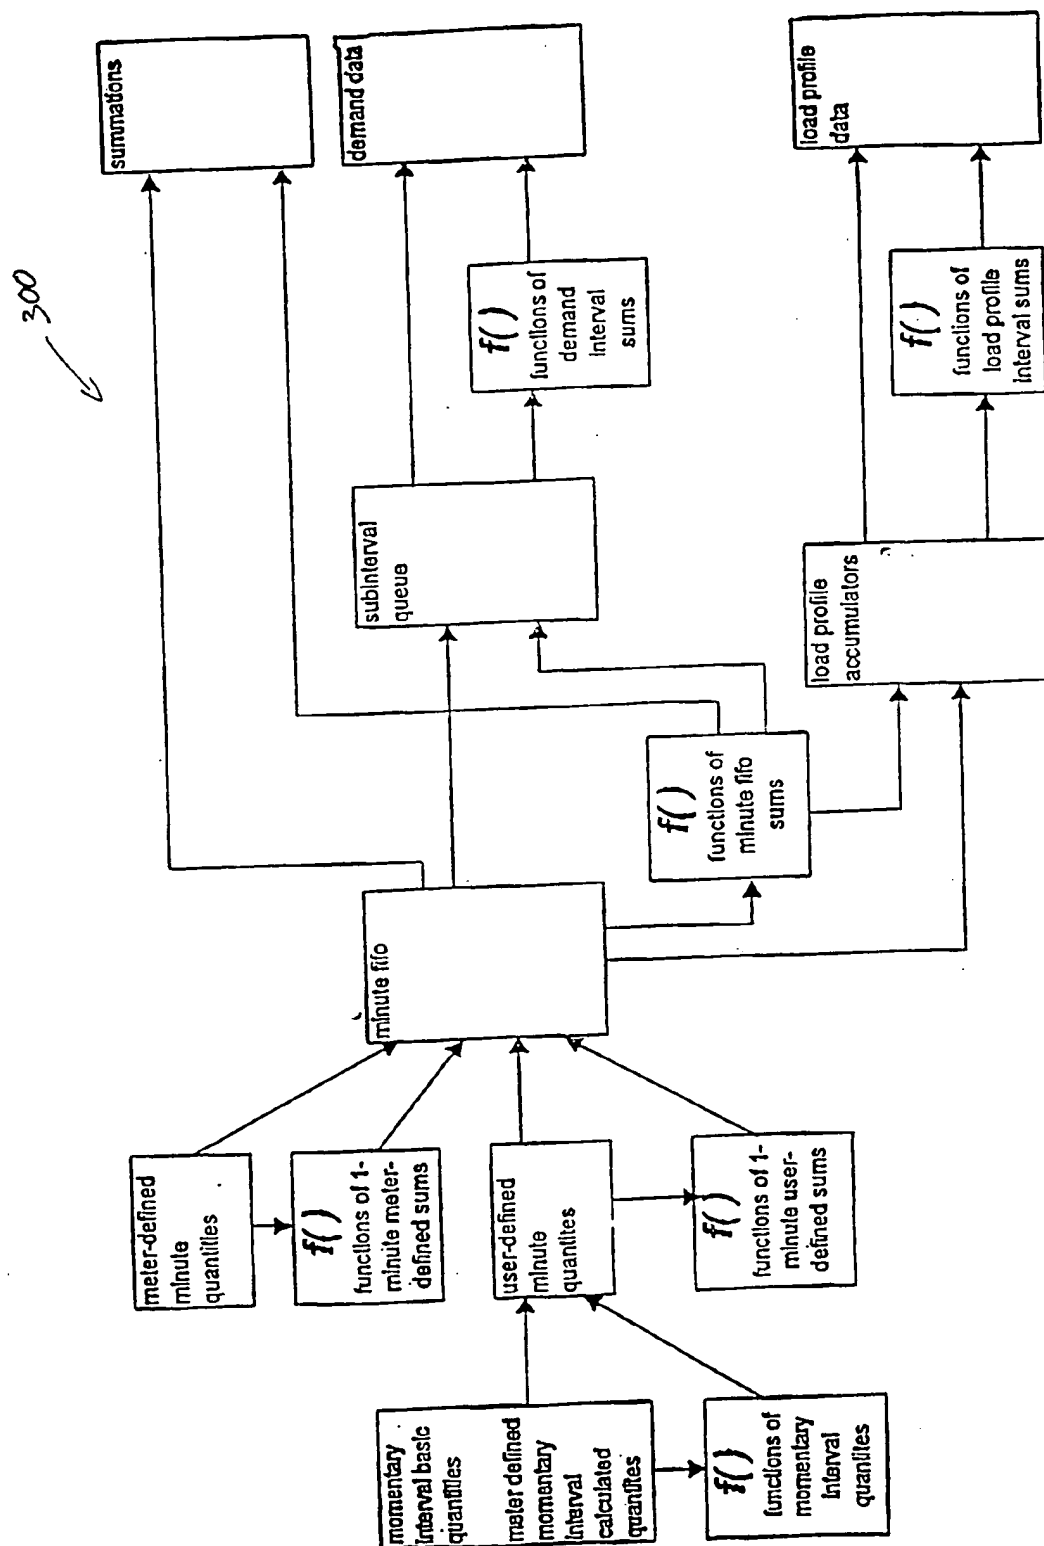 300
summations
demand data
load profile
data
f()
functions of
demand
interval
sums
f()
functions of
load profile
interval sums
subinterval
queue
load profile
accumulators
f()
functions of
minute fifo
sums
minute fifo
meter-defined
minute
quantities
f()
functions of 1-
minute meter-
defined sums
user-defined
minute
quantites
f()
functions of 1-
minute user-
defined sums
momentary
interval basic
quantities
meter defined
momentary
interval
calculated
quantites
f()
functions of
momentary
interval
quantites